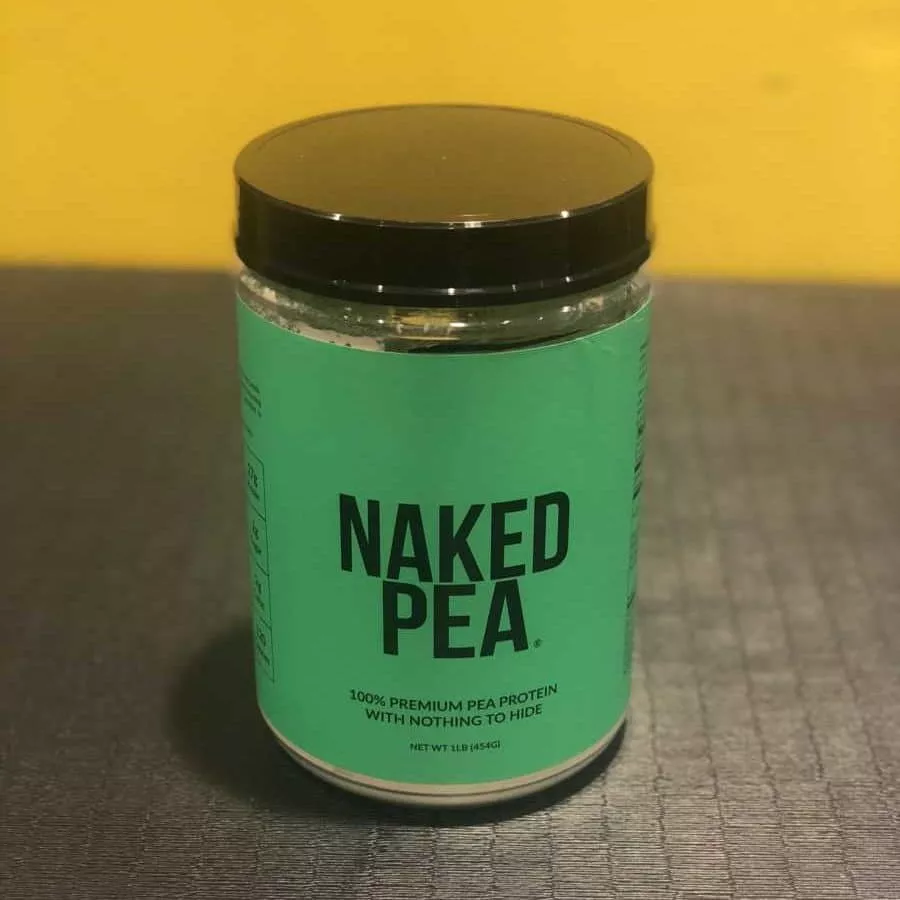 NAKED
PEA®
100% PREMIUM PEA PROTEIN
WITH NOTHING TO HIDE
NET WT 1LB (454G)